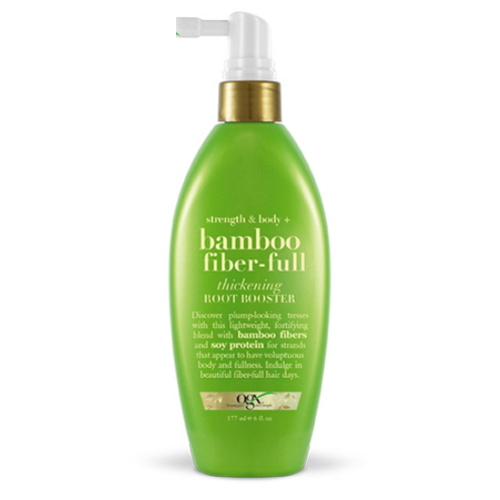 strength & body +
bamboo
fiber-full
thickening
ROOT BOOSTER
Discover plump-looking tresses
with this lightweight, fortifying
blend with bamboo fibers
and soy protein for strands
that appear to have voluptuous
body and fullness. Indulge in
beautiful fiber-full hair days.
ogx
177 ml ℮ 6 fl oz